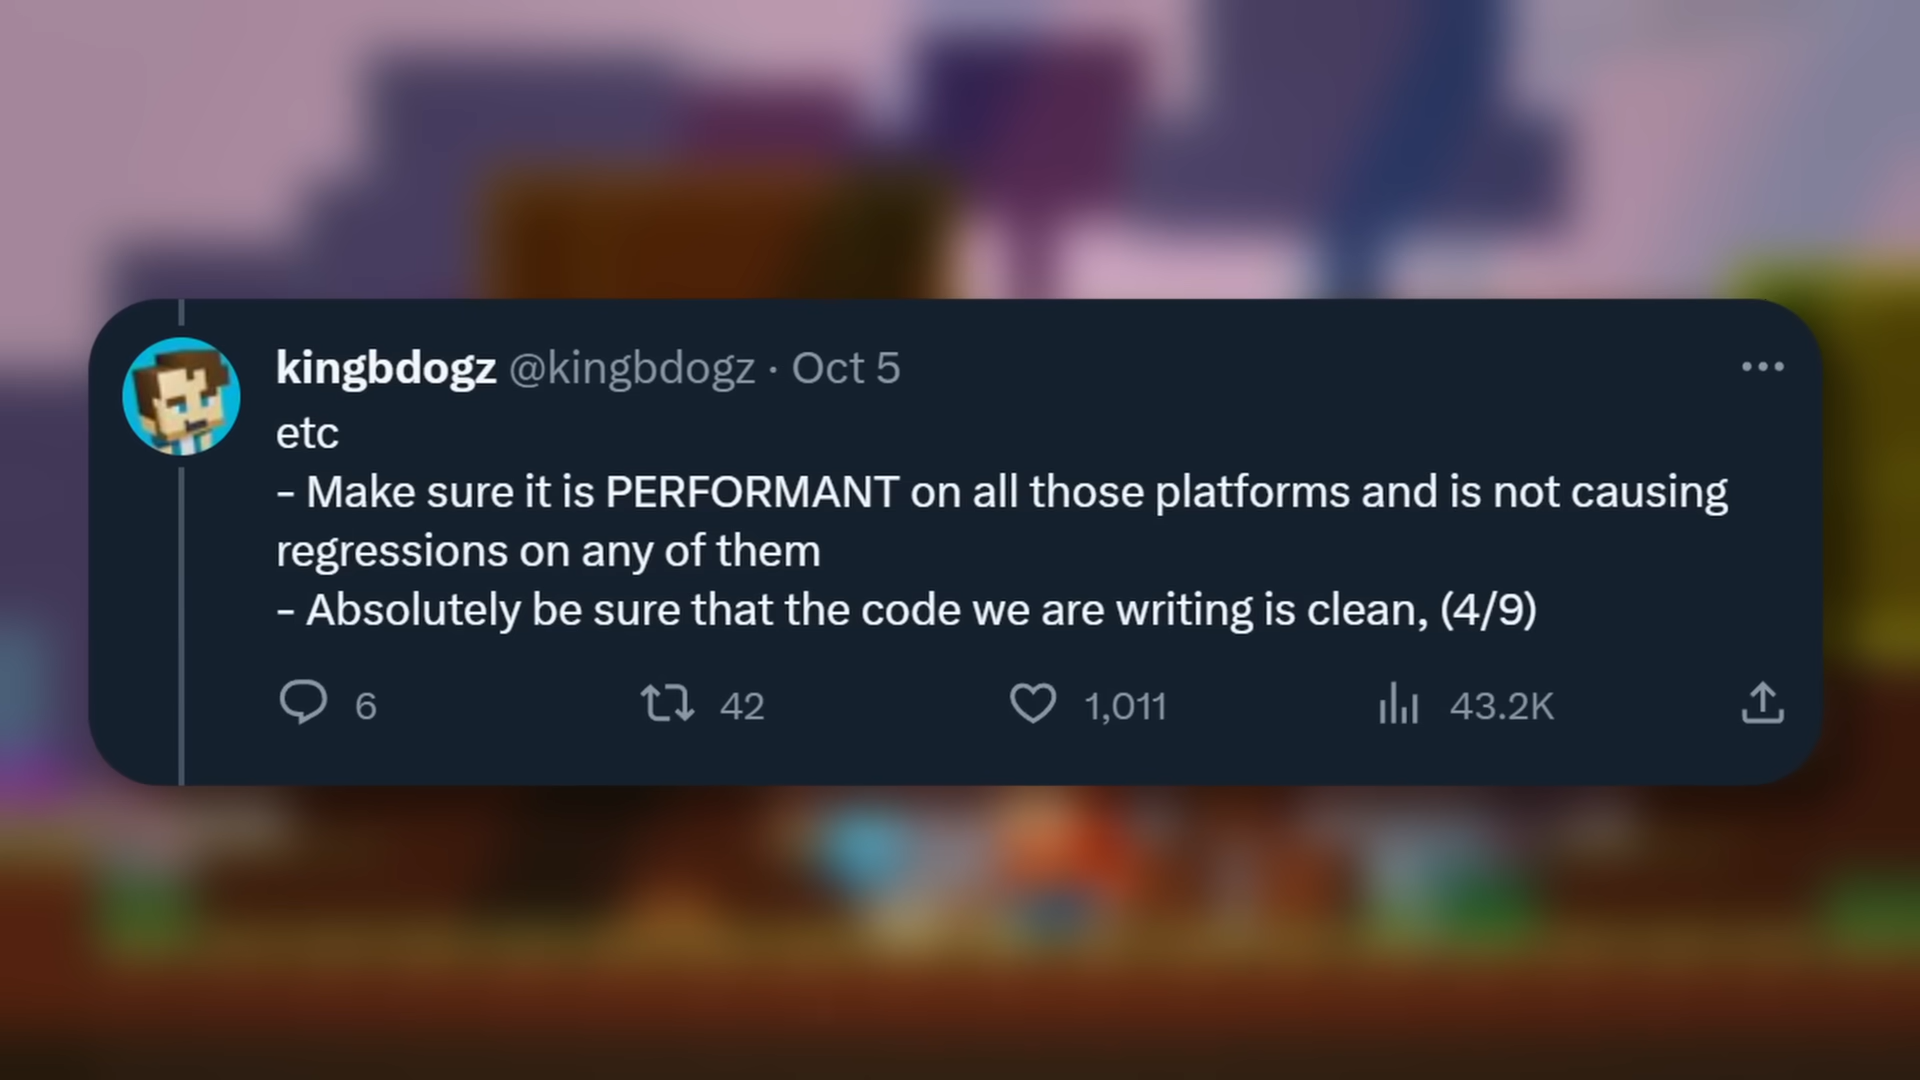 kingbdogz @kingbdogz · Oct 5
etc
- Make sure it is PERFORMANT on all those platforms and is not causing
regressions on any of them
- Absolutely be sure that the code we are writing is clean, (4/9)
6 42 1,011 43.2K